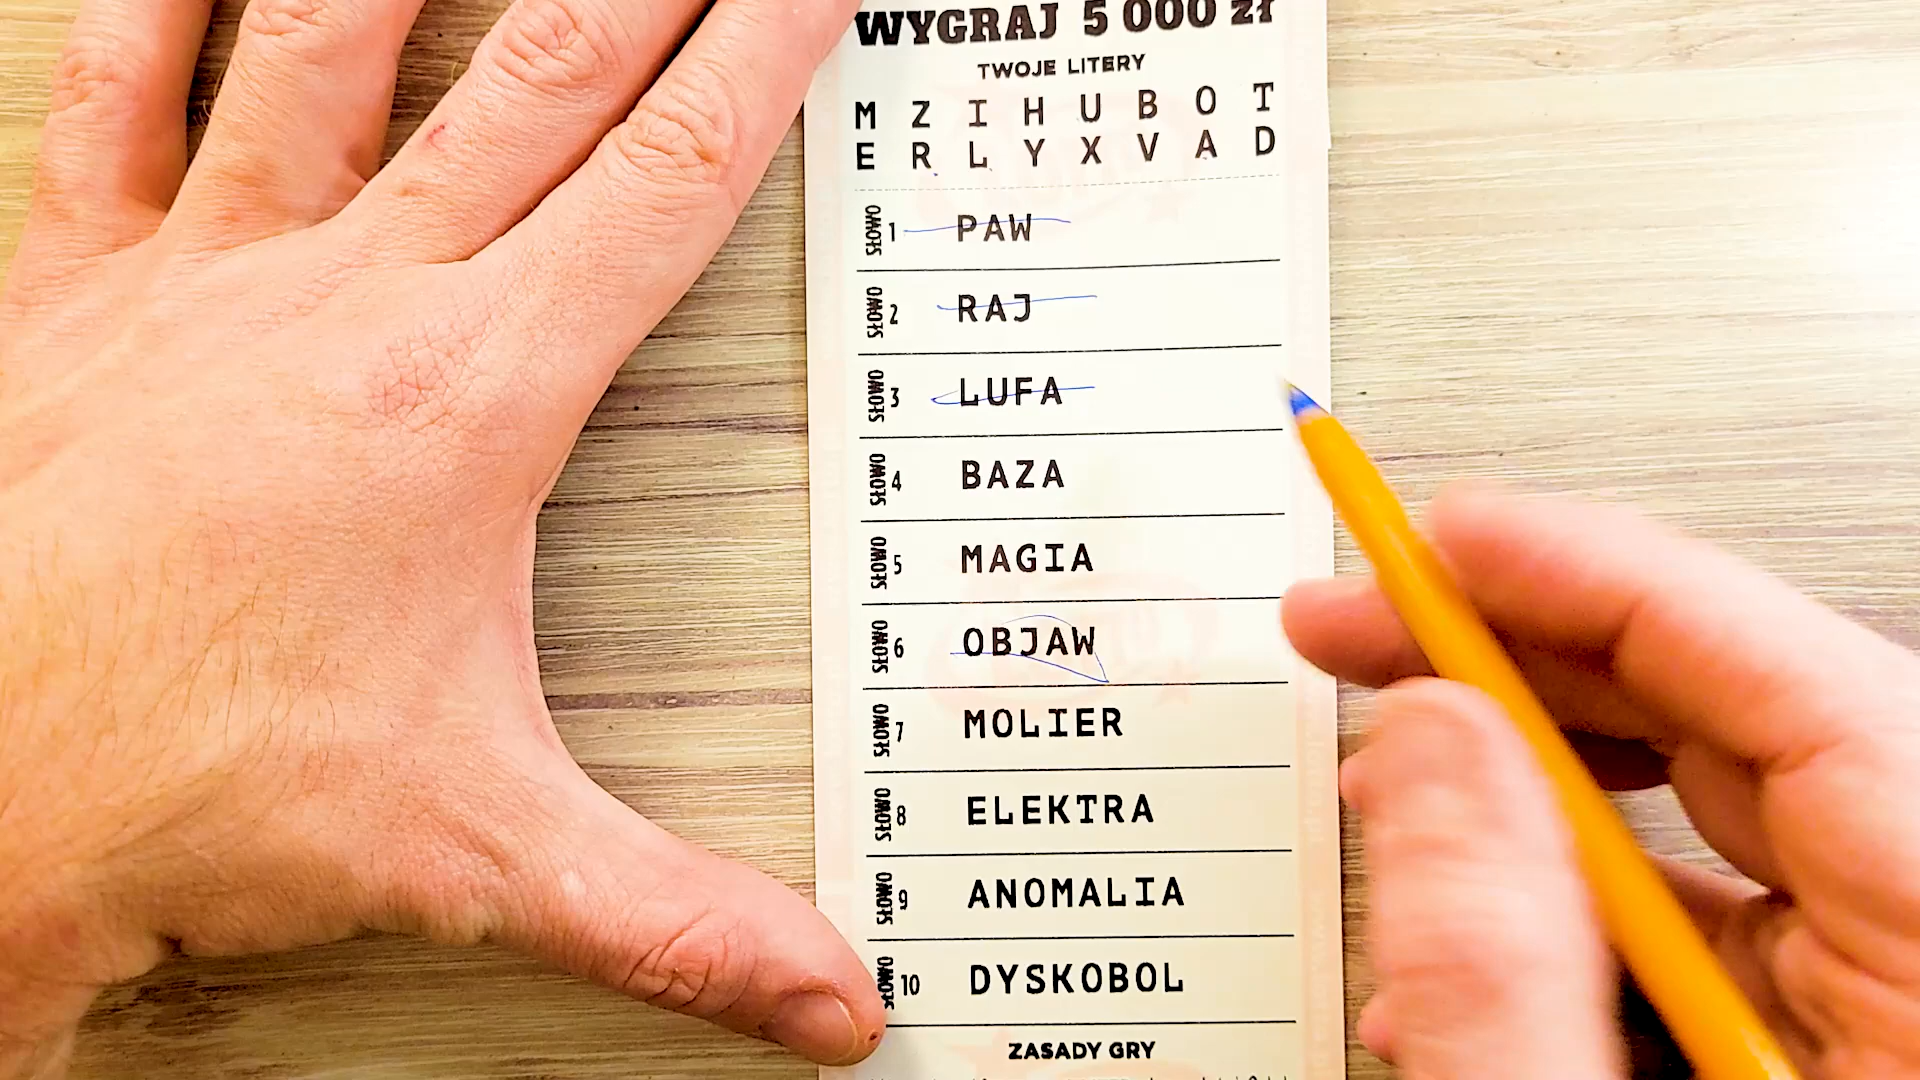 WYGRAJ 5 000 zł
TWOJE LITERY
M Z I H U B O T
E R L Y X V A D
SŁOWO 1 PAW
SŁOWO 2 RAJ
SŁOWO 3 LUFA
SŁOWO 4 BAZA
SŁOWO 5 MAGIA
SŁOWO 6 OBJAW
SŁOWO 7 MOLIER
SŁOWO 8 ELEKTRA
SŁOWO 9 ANOMALIA
SŁOWO 10 DYSKOBOL
ZASADY GRY